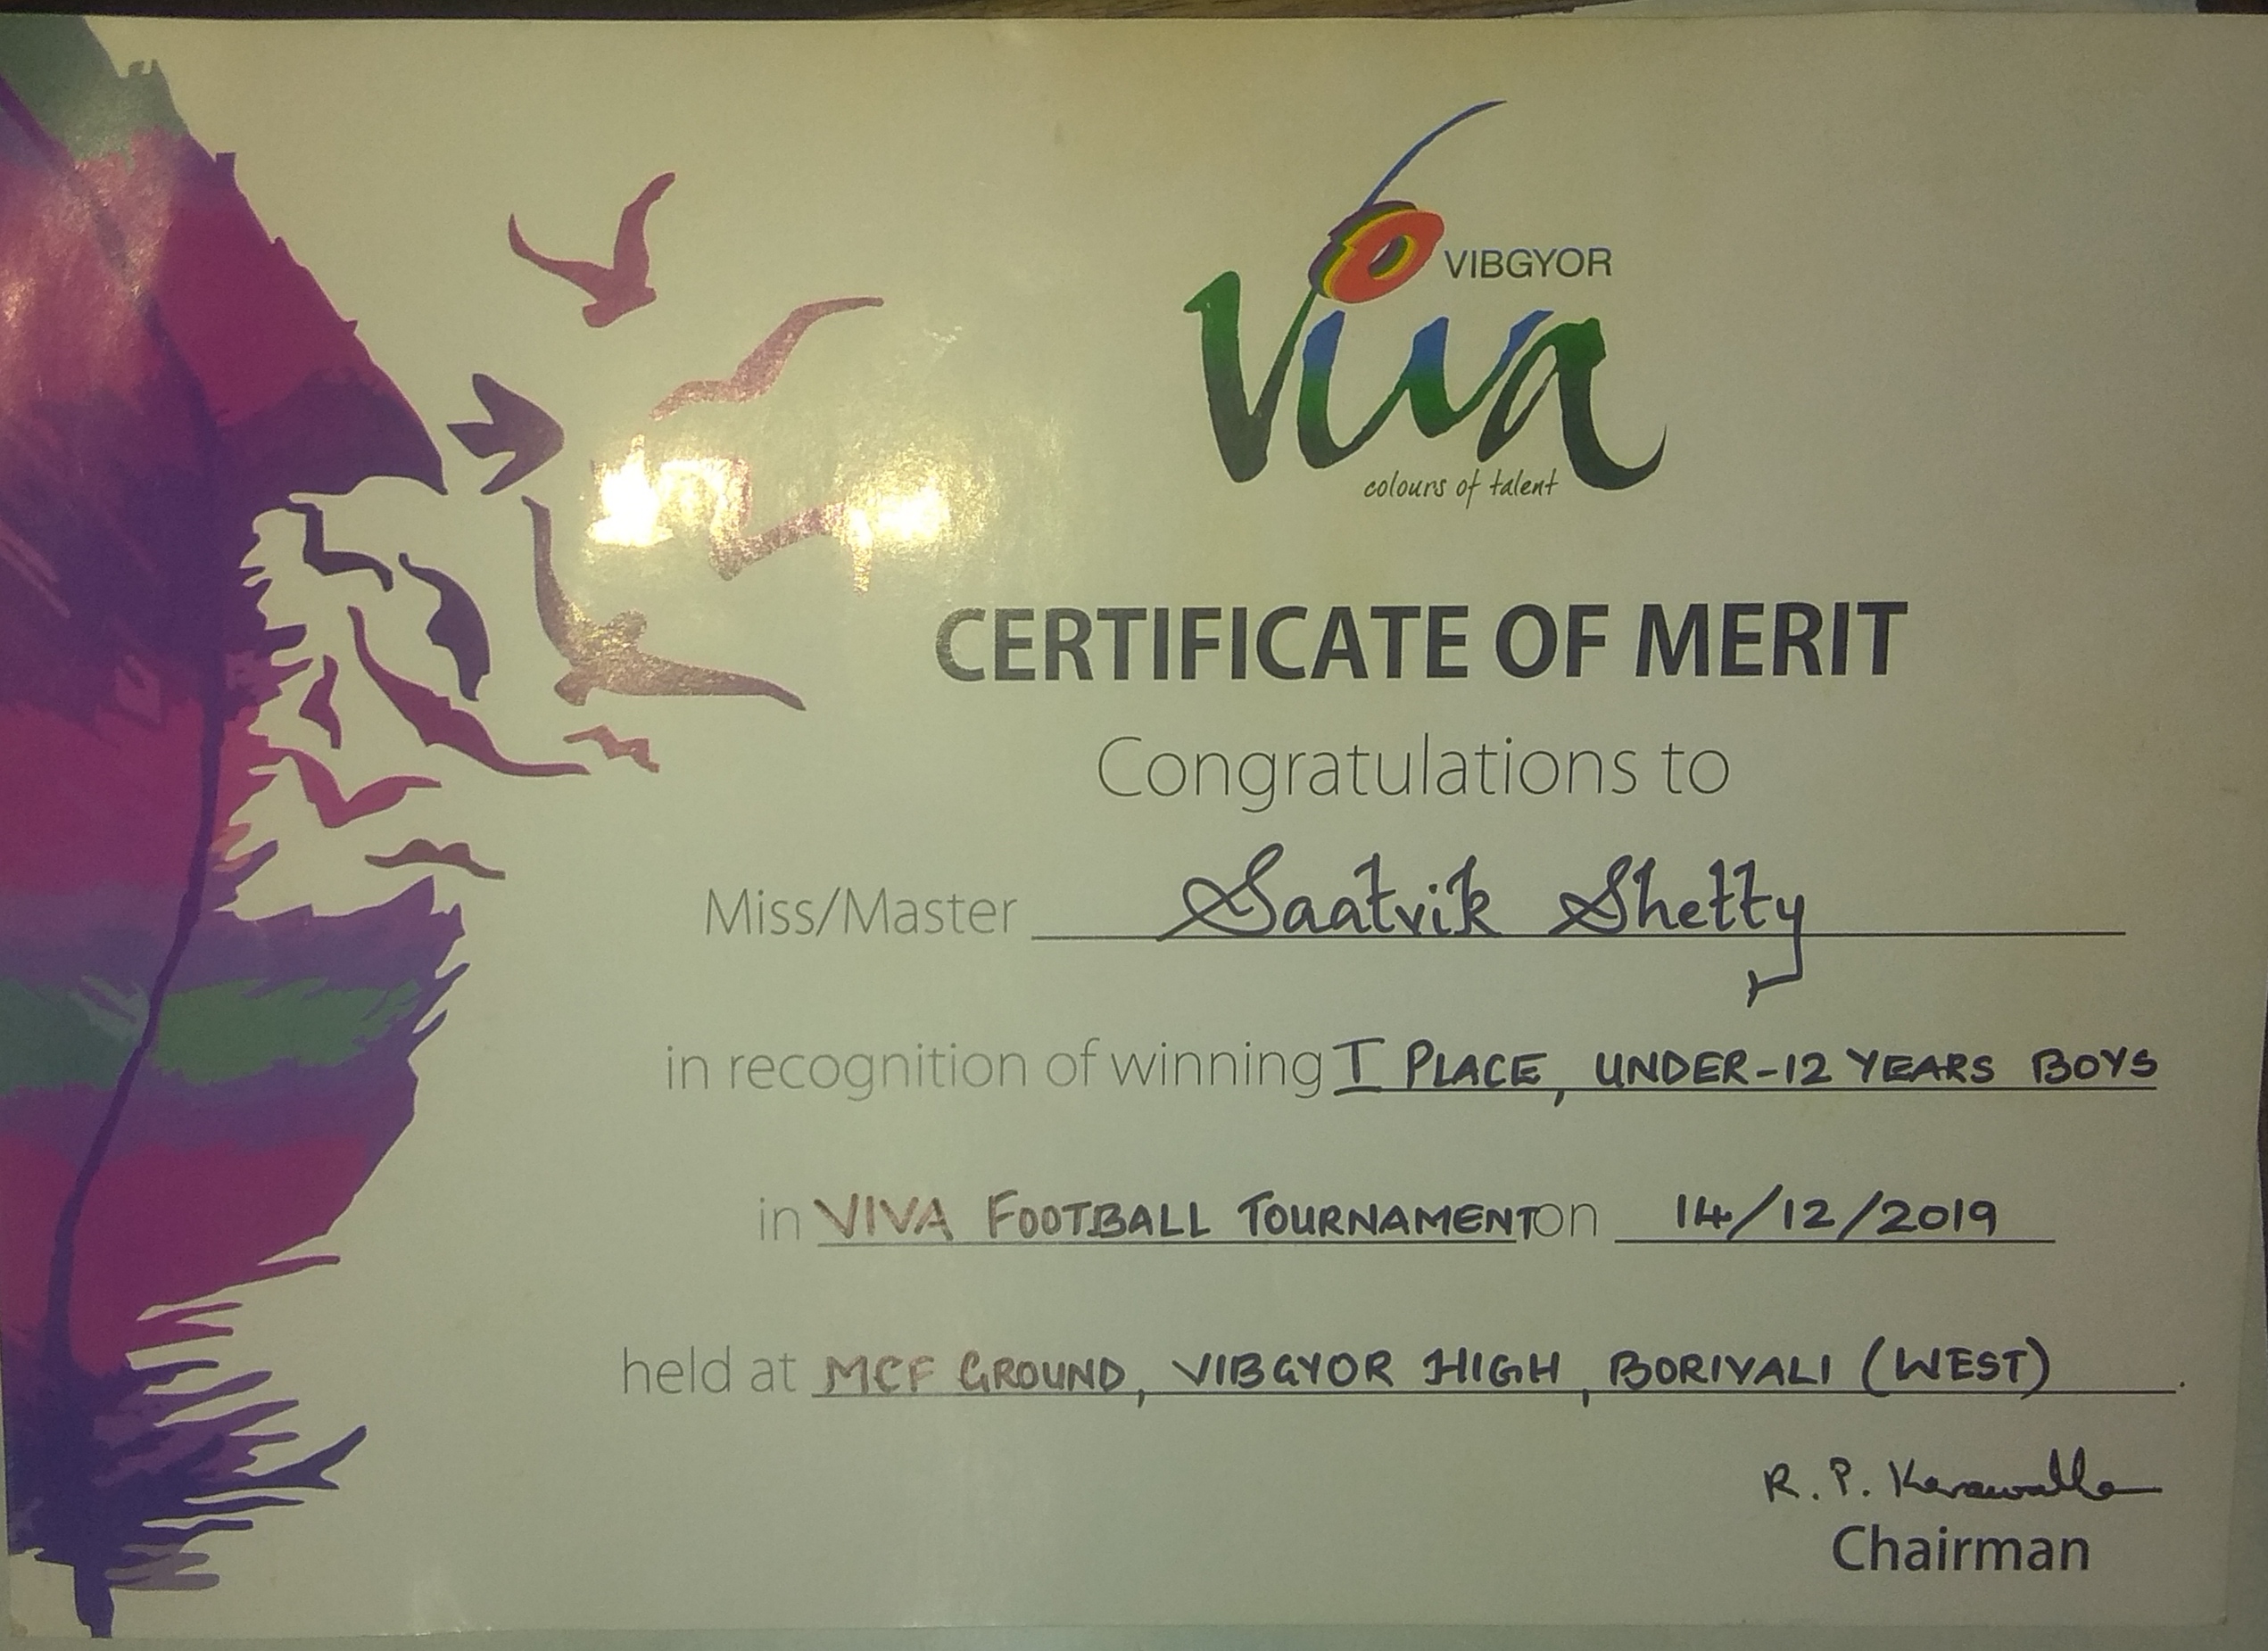 VIBGYOR
viva
colours of talent
CERTIFICATE OF MERIT
Congratulations to
Miss/Master Saatvik Shetty
in recognition of winning I PLACE, UNDER-12 YEARS BOYS
in VIVA FOOTBALL TOURNAMENT on 14/12/2019
held at MCF GROUND, VIBGYOR HIGH, BORIVALI (WEST).
R. P. Karawalla
Chairman